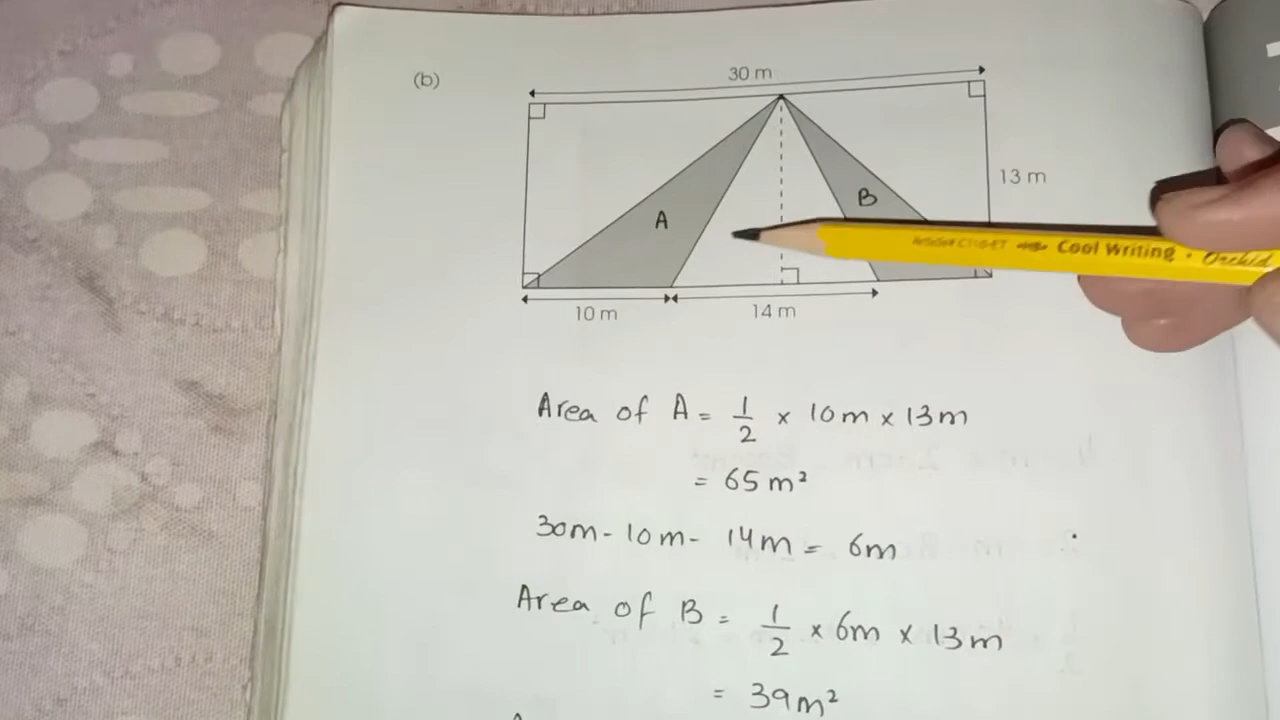 (b)
30 m
13 m
A
B
10 m
14 m
Cool Writing • Orchid
Area of A = 1/2 × 10m × 13m
= 65 m²
30m - 10m - 14m = 6m
Area of B = 1/2 × 6m × 13m
= 39m²